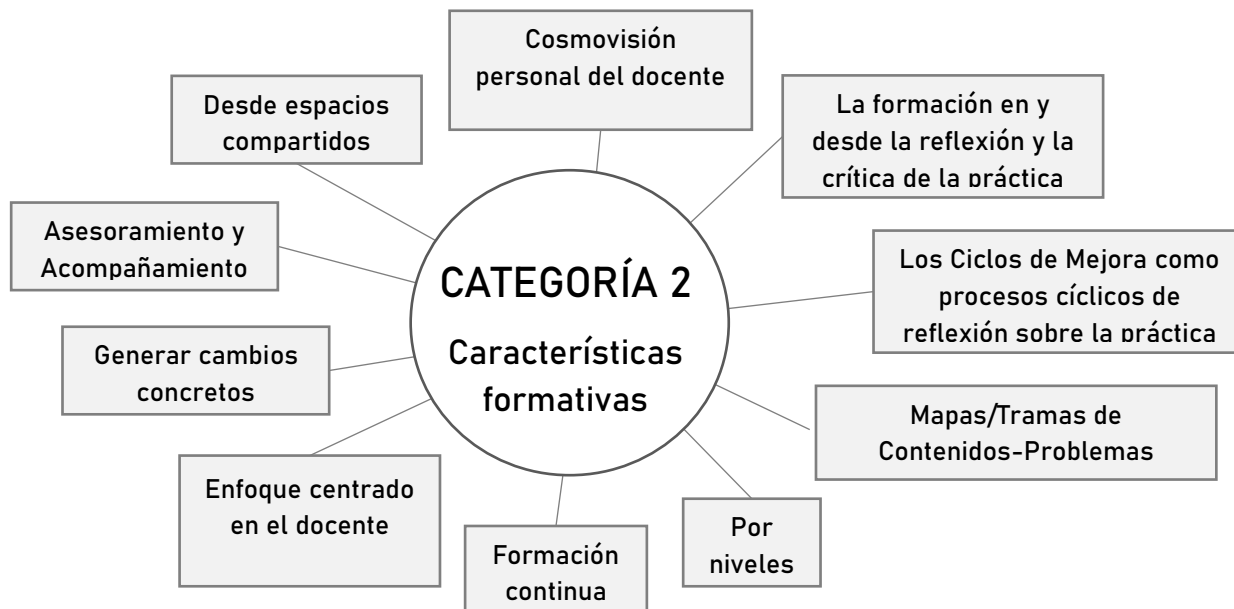 Cosmovisión
personal del docente
Desde espacios
compartidos
La formación en y
desde la reflexión y la
crítica de la práctica
Asesoramiento y
Acompañamiento
CATEGORÍA 2
Características
formativas
Los Ciclos de Mejora como
procesos cíclicos de
reflexión sobre la práctica
Generar cambios
concretos
Mapas/Tramas de
Contenidos-Problemas
Enfoque centrado
en el docente
Por
niveles
Formación
continua